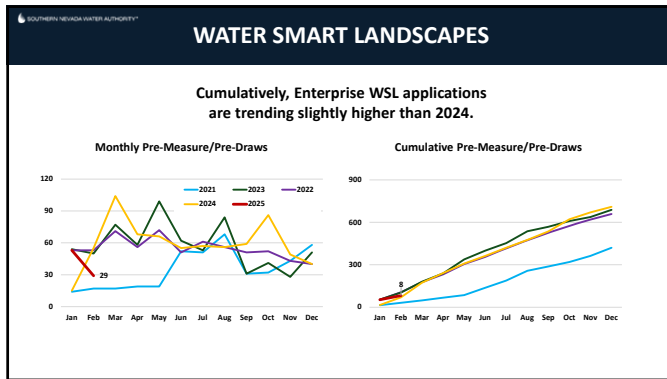 SOUTHERN NEVADA WATER AUTHORITY
WATER SMART LANDSCAPES
Cumulatively, Enterprise WSL applications
are trending slightly higher than 2024.
Monthly Pre-Measure/Pre-Draws
120
90
60
30
0
2021 2023 2022
2024 2025
29
Jan Feb Mar Apr May Jun Jul Aug Sep Oct Nov Dec
Cumulative Pre-Measure/Pre-Draws
900
600
300
0
8
Jan Feb Mar Apr May Jun Jul Aug Sep Oct Nov Dec